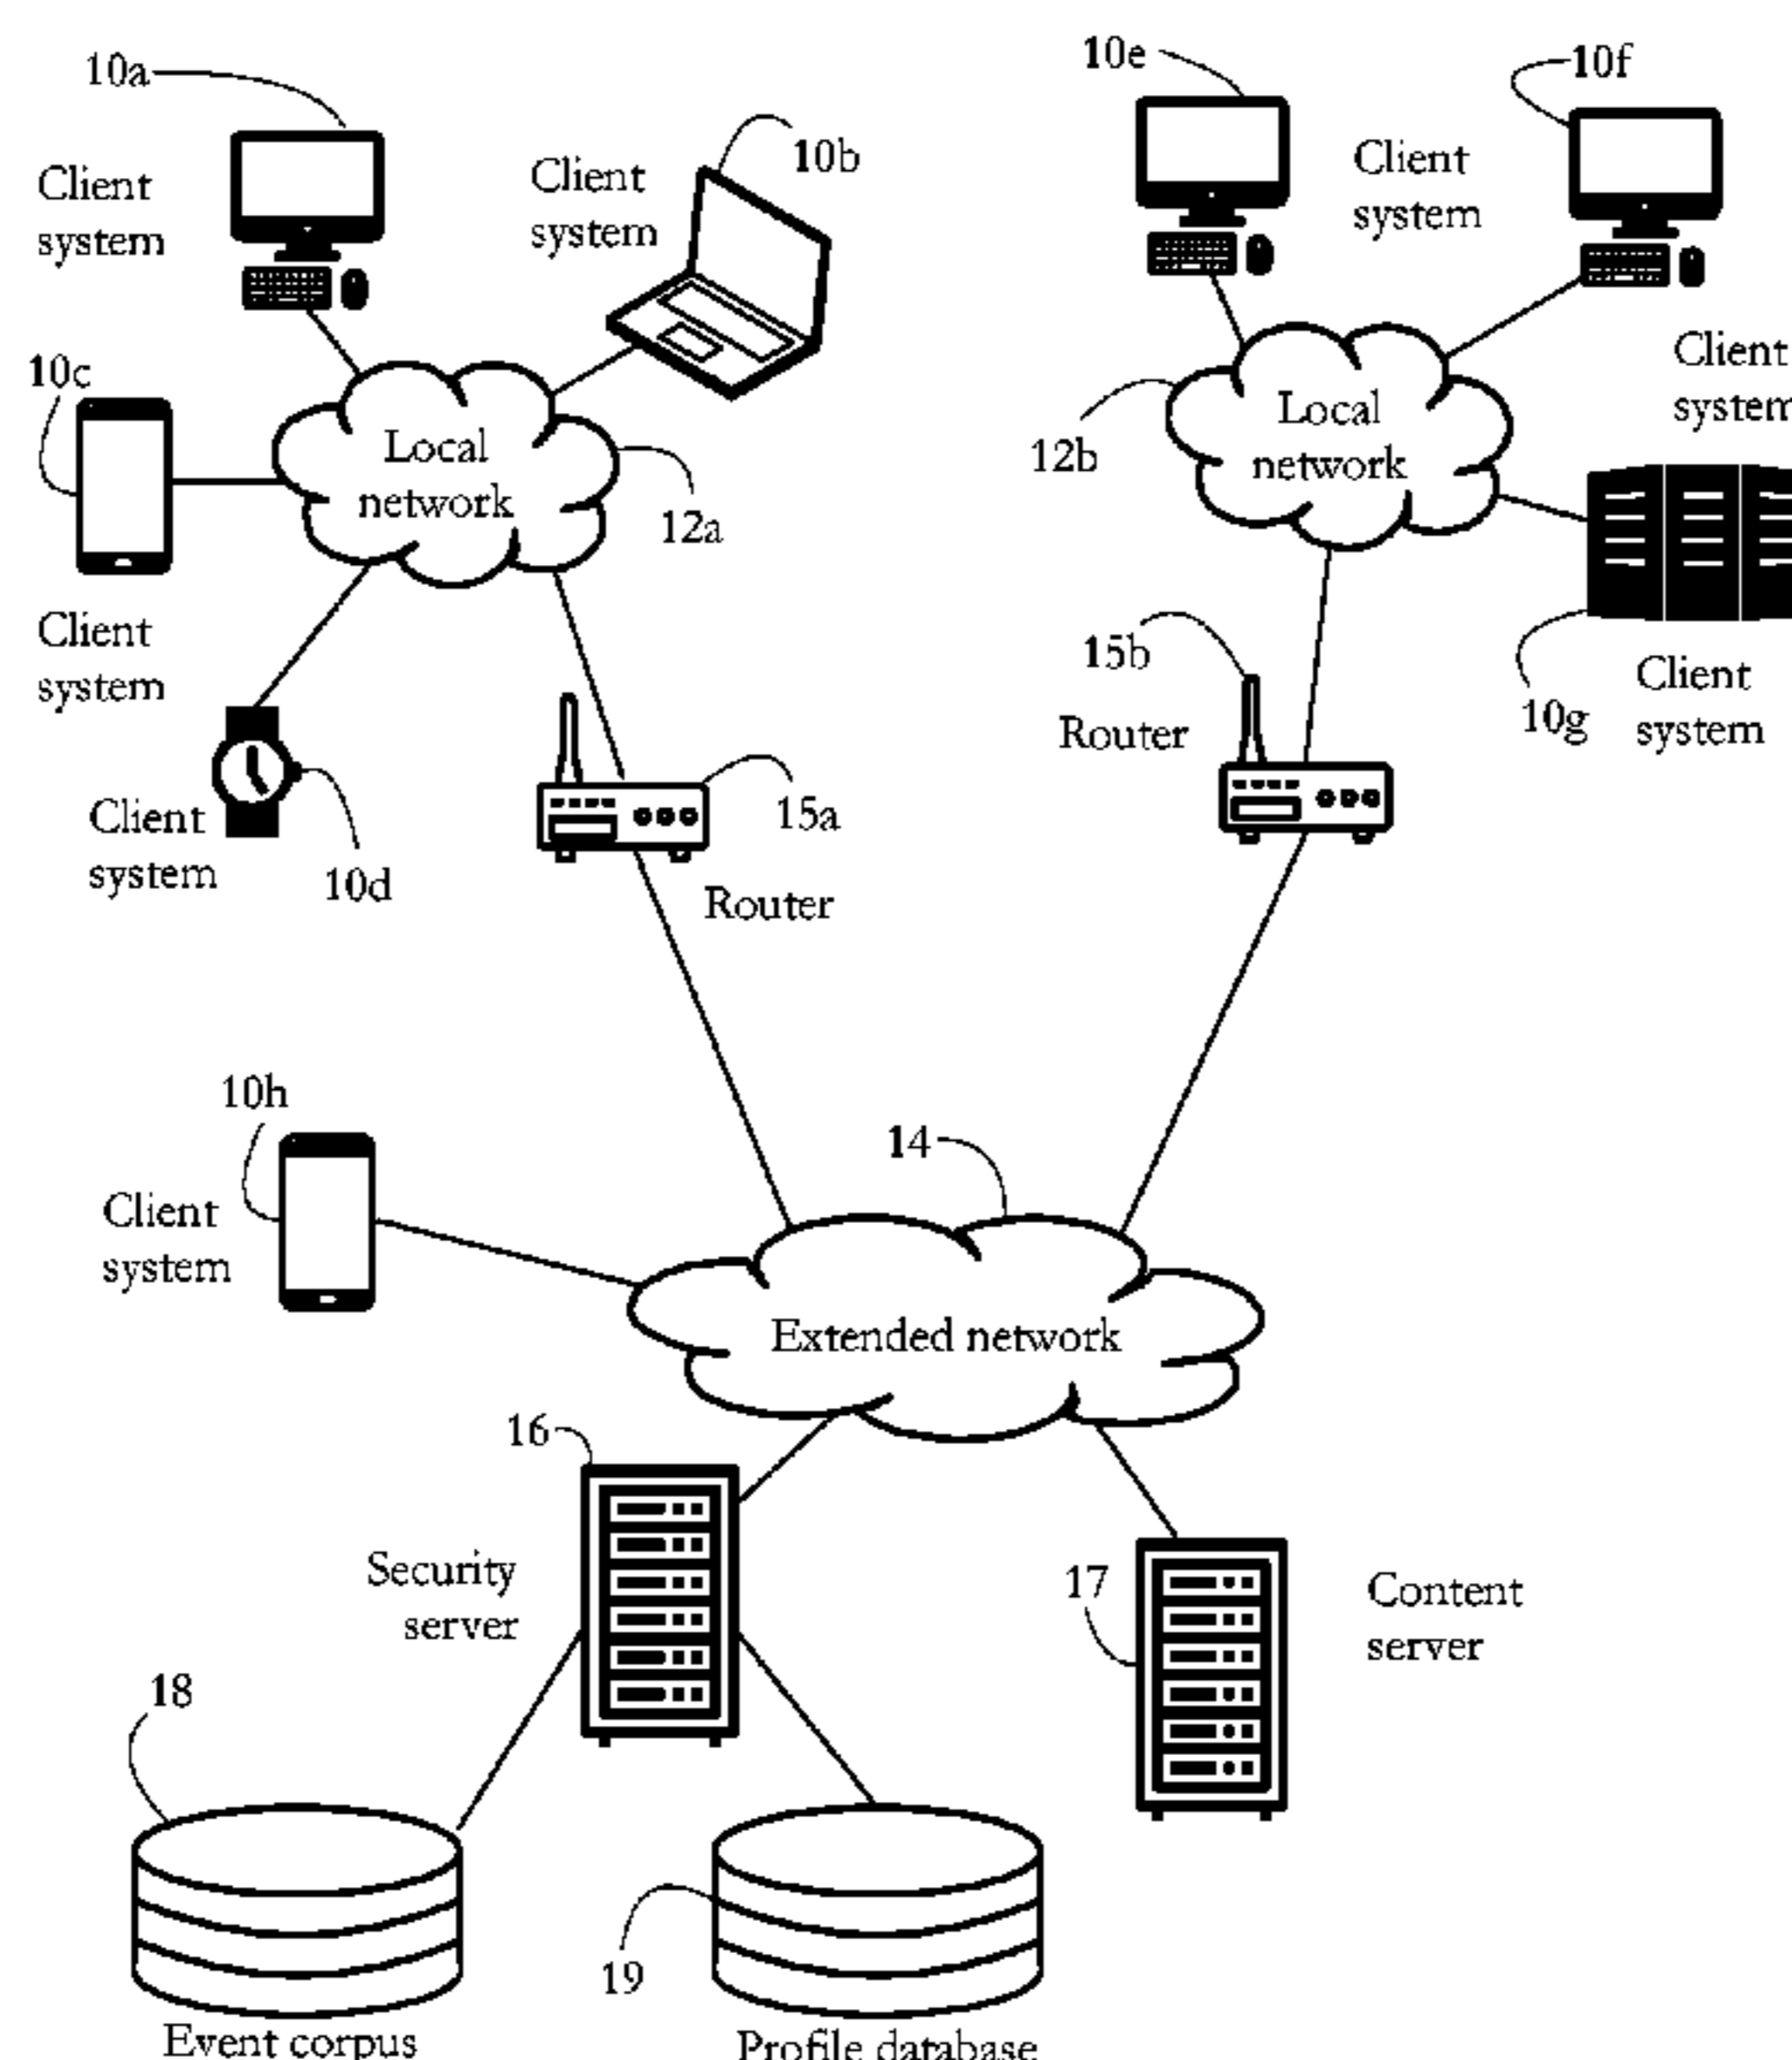 10a
Client
system
Client
system
10b
10e
Client
system
10f
10c
Local
network
12a
12b
Local
network
Client
system
Client
system
10d
Client
system
15a
Router
15b
Router
10g
Client
system
10h
Client
system
14
Extended network
16
Security
server
17
Content
server
18
19
Event corpus
Profile database